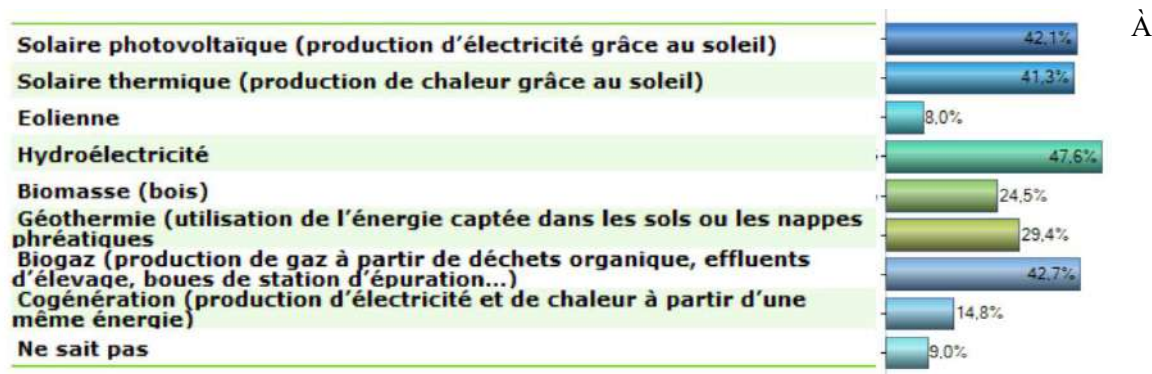 À
Solaire photovoltaïque (production d’électricité grâce au soleil) 42,1%
Solaire thermique (production de chaleur grâce au soleil) 41,3%
Eolienne 8,0%
Hydroélectricité 47,6%
Biomasse (bois) 24,5%
Géothermie (utilisation de l’énergie captée dans les sols ou les nappes
phréatiques 29,4%
Biogaz (production de gaz à partir de déchets organique, effluents
d’élevage, boues de station d’épuration...) 42,7%
Cogénération (production d’électricité et de chaleur à partir d’une
même énergie) 14,8%
Ne sait pas 9,0%